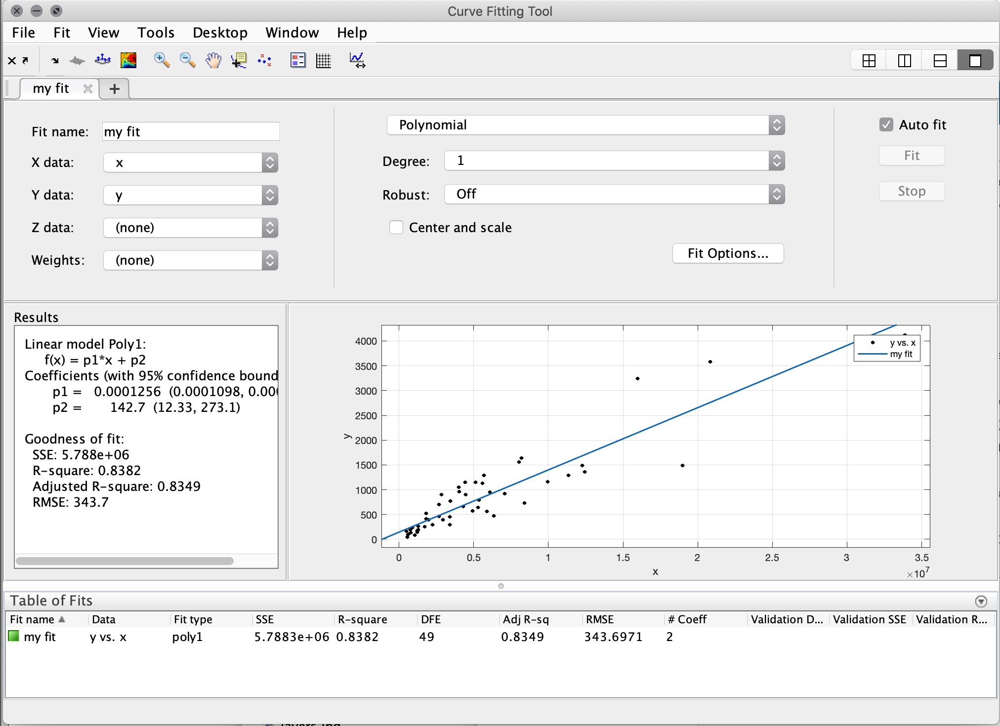 Curve Fitting Tool
File Fit View Tools Desktop Window Help
my fit
Fit name: my fit
X data: x
Y data: y
Z data: (none)
Weights: (none)
Polynomial
Degree: 1
Robust: Off
Center and scale
Fit Options...
Auto fit
Fit
Stop
Results
Linear model Poly1:
f(x) = p1*x + p2
Coefficients (with 95% confidence bound
p1 = 0.0001256 (0.0001098, 0.00
p2 = 142.7 (12.33, 273.1)
Goodness of fit:
SSE: 5.788e+06
R-square: 0.8382
Adjusted R-square: 0.8349
RMSE: 343.7
4000
3500
3000
2500
2000
1500
1000
500
0
y
0 0.5 1 1.5 2 2.5 3 3.5
×10⁷
x
y vs. x
my fit
Table of Fits
Fit name Data Fit type SSE R-square DFE Adj R-sq RMSE # Coeff Validation D... Validation SSE Validation R...
my fit y vs. x poly1 5.7883e+06 0.8382 49 0.8349 343.6971 2